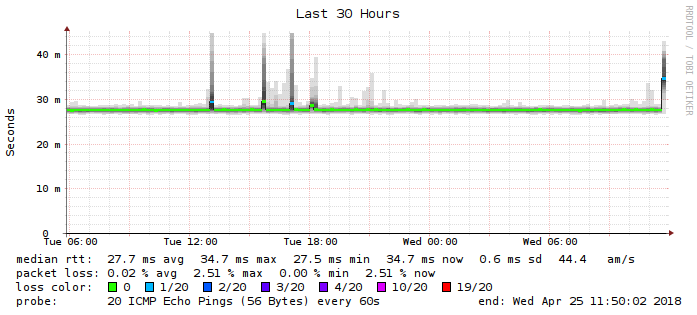 Last 30 Hours
RRDTOOL / TOBI OETIKER
Seconds
40 m
30 m
20 m
10 m
0
Tue 06:00 Tue 12:00 Tue 18:00 Wed 00:00 Wed 06:00
median rtt: 27.7 ms avg 34.7 ms max 27.5 ms min 34.7 ms now 0.6 ms sd 44.4 am/s
packet loss: 0.02 % avg 2.51 % max 0.00 % min 2.51 % now
loss color: 0 1/20 2/20 3/20 4/20 10/20 19/20
probe: 20 ICMP Echo Pings (56 Bytes) every 60s end: Wed Apr 25 11:50:02 2018